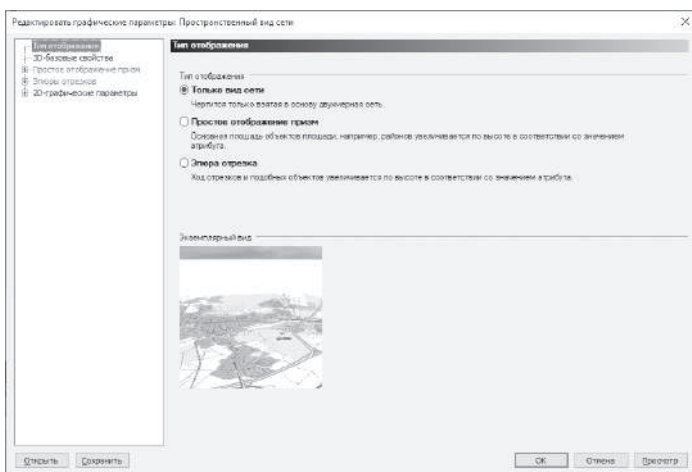 Редактировать графические параметры: Пространственный вид сети
Тип отображения
3D-базовые свойства
Простое отображение призм
Эпюры отрезков
2D-графические параметры
Тип отображения
Тип отображения
Только вид сети
Чертится только взятая в основу двухмерная сеть.
Простое отображение призм
Основная площадь объектов площади, например, районов увеличивается по высоте в соответствии со значением
атрибута.
Эпюра отрезка
Ход отрезков и подобных объектов увеличивается по высоте в соответствии со значением атрибута.
Экземплярный вид
Открыть
Сохранить
OK
Отмена
Просмотр